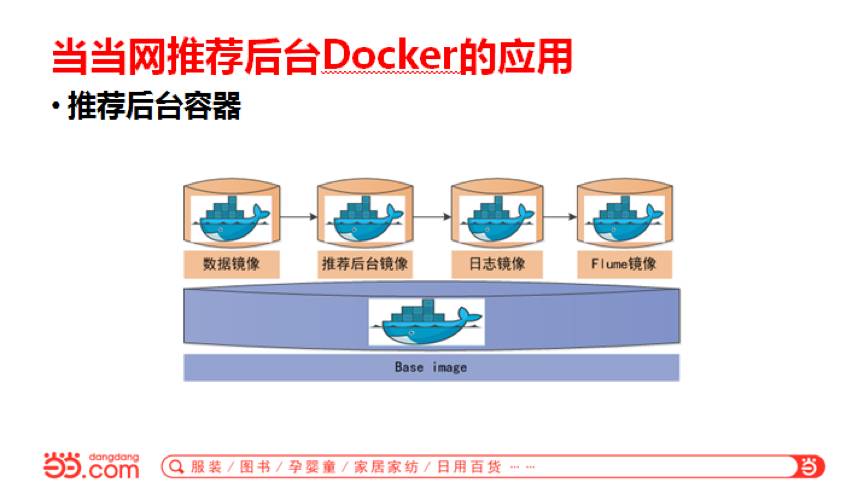 当当网推荐后台Docker的应用
• 推荐后台容器
数据镜像 推荐后台镜像 日志镜像 Flume镜像
Base image
dangdang
当当.com
服装 / 图书 / 孕婴童 / 家居家纺 / 日用百货 ··· ···
当